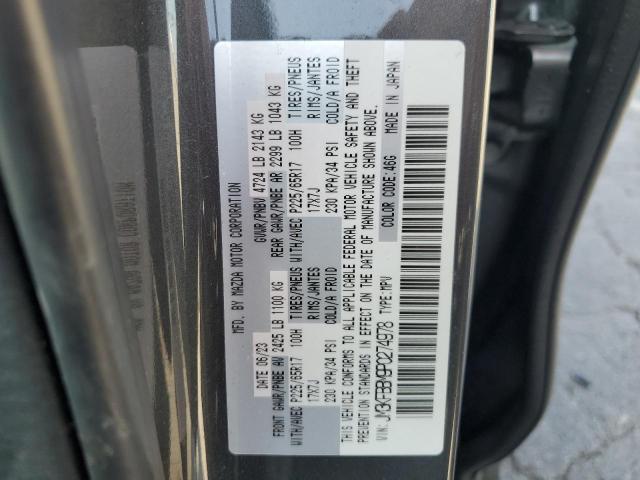 MFD. BY MAZDA MOTOR CORPORATION
DATE 06/23 GVWR/PNBV 4724 LB 2143 KG
FRONT GAWR/PNBE AV 2425 LB 1100 KG REAR GAWR/PNBE AR 2299 LB 1043 KG
WITH/AVEC P225/65R17 100H TIRES/PNEUS WITH/AVEC P225/65R17 100H TIRES/PNEUS
17X7J RIMS/JANTES 17X7J RIMS/JANTES
230 KPA/34 PSI COLD/A FROID 230 KPA/34 PSI COLD/A FROID
THIS VEHICLE CONFORMS TO ALL APPLICABLE FEDERAL MOTOR VEHICLE SAFETY AND THEFT
PREVENTION STANDARDS IN EFFECT ON THE DATE OF MANUFACTURE SHOWN ABOVE.
VIN: JM3KFBBM9P0274978 TYPE:MPV COLOR CODE:46G MADE IN JAPAN